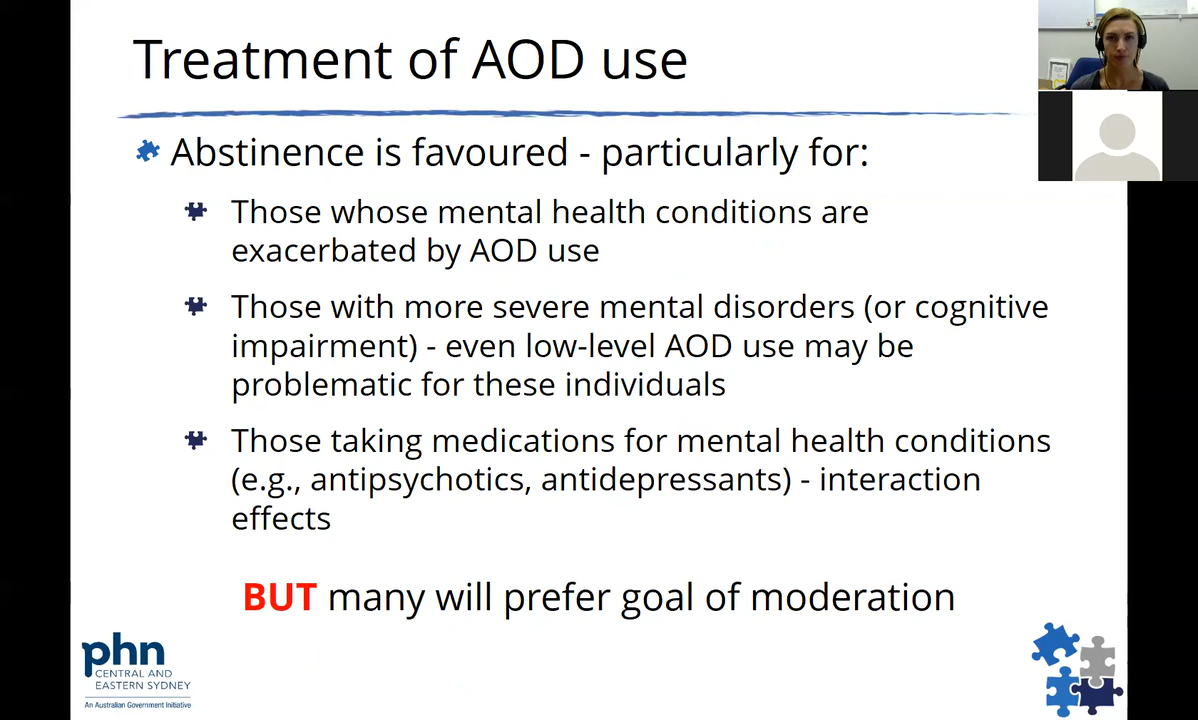 Treatment of AOD use
Abstinence is favoured - particularly for:
Those whose mental health conditions are
exacerbated by AOD use
Those with more severe mental disorders (or cognitive
impairment) - even low-level AOD use may be
problematic for these individuals
Those taking medications for mental health conditions
(e.g., antipsychotics, antidepressants) - interaction
effects
BUT many will prefer goal of moderation
phn
CENTRAL AND
EASTERN SYDNEY
An Australian Government Initiative